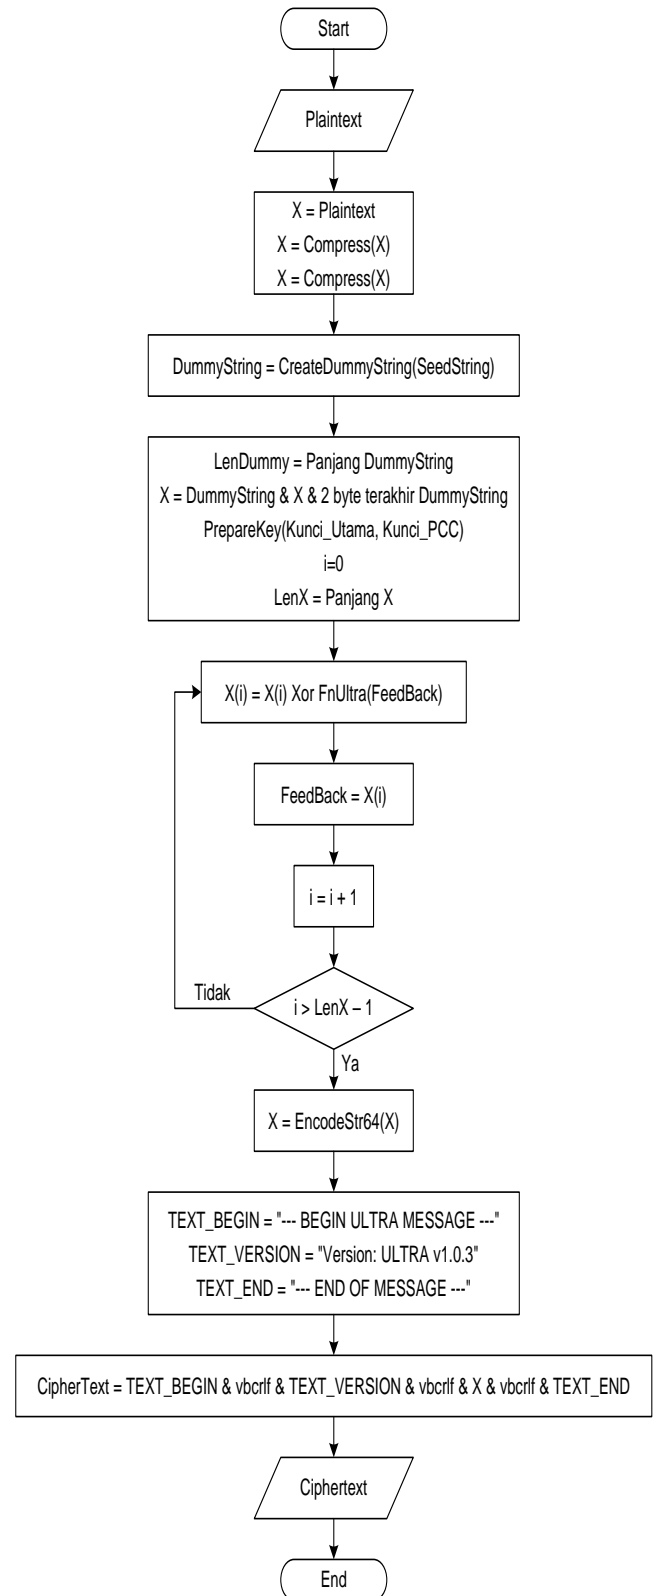 Start
Plaintext
X = Plaintext
X = Compress(X)
X = Compress(X)
DummyString = CreateDummyString(SeedString)
LenDummy = Panjang DummyString
X = DummyString & X & 2 byte terakhir DummyString
PrepareKey(Kunci_Utama, Kunci_PCC)
i=0
LenX = Panjang X
X(i) = X(i) Xor FnUltra(FeedBack)
FeedBack = X(i)
i = i + 1
Tidak
i > LenX – 1
Ya
X = EncodeStr64(X)
TEXT_BEGIN = "--- BEGIN ULTRA MESSAGE ---"
TEXT_VERSION = "Version: ULTRA v1.0.3"
TEXT_END = "--- END OF MESSAGE ---"
CipherText = TEXT_BEGIN & vbcrlf & TEXT_VERSION & vbcrlf & X & vbcrlf & TEXT_END
Ciphertext
End